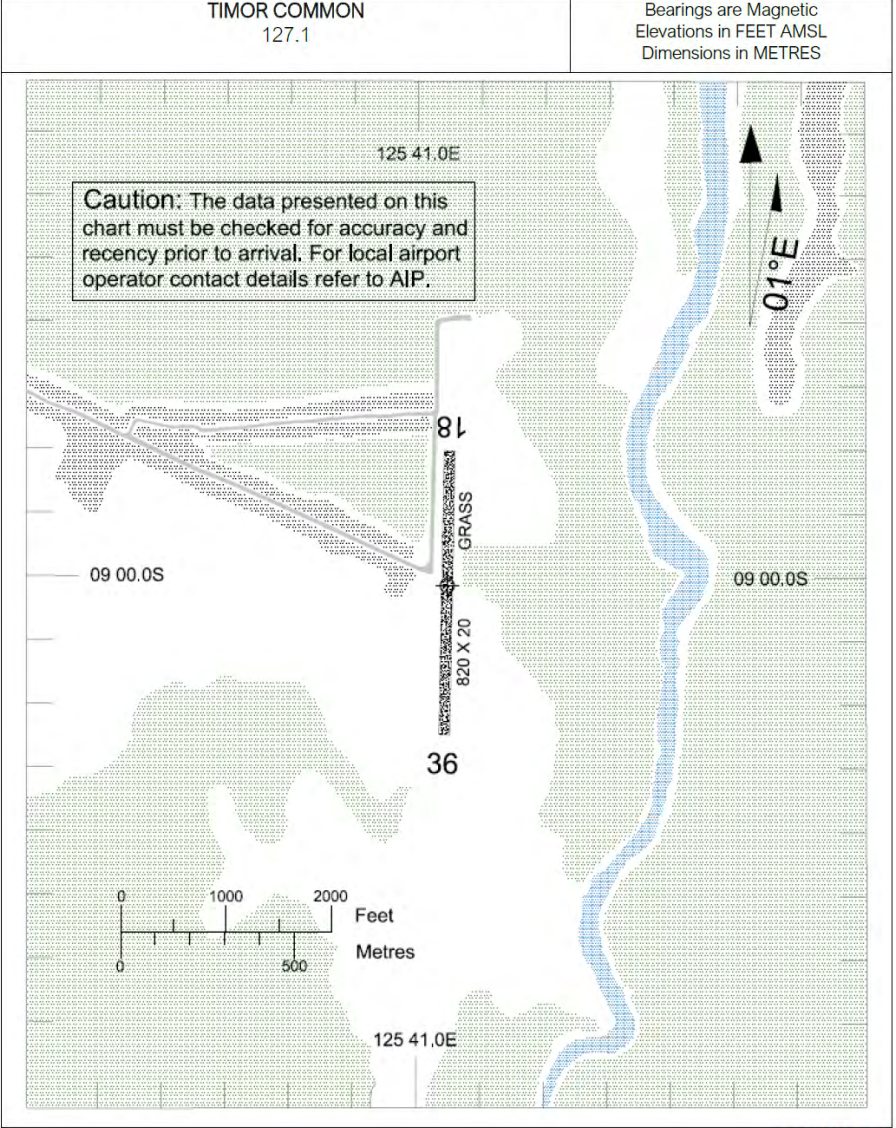 TIMOR COMMON
127.1
Bearings are Magnetic
Elevations in FEET AMSL
Dimensions in METRES
125 41.0E
Caution: The data presented on this
chart must be checked for accuracy and
recency prior to arrival. For local airport
operator contact details refer to AIP.
01°E
18
GRASS
09 00.0S
09 00.0S
820 X 20
36
0 1000 2000
Feet
Metres
0 500
125 41.0E